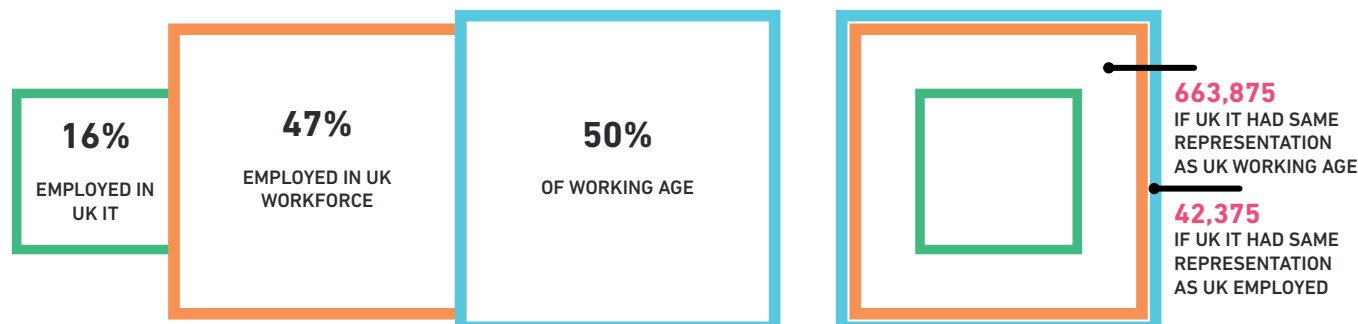 16%
EMPLOYED IN
UK IT
47%
EMPLOYED IN UK
WORKFORCE
50%
OF WORKING AGE
663,875
IF UK IT HAD SAME
REPRESENTATION
AS UK WORKING AGE
42,375
IF UK IT HAD SAME
REPRESENTATION
AS UK EMPLOYED